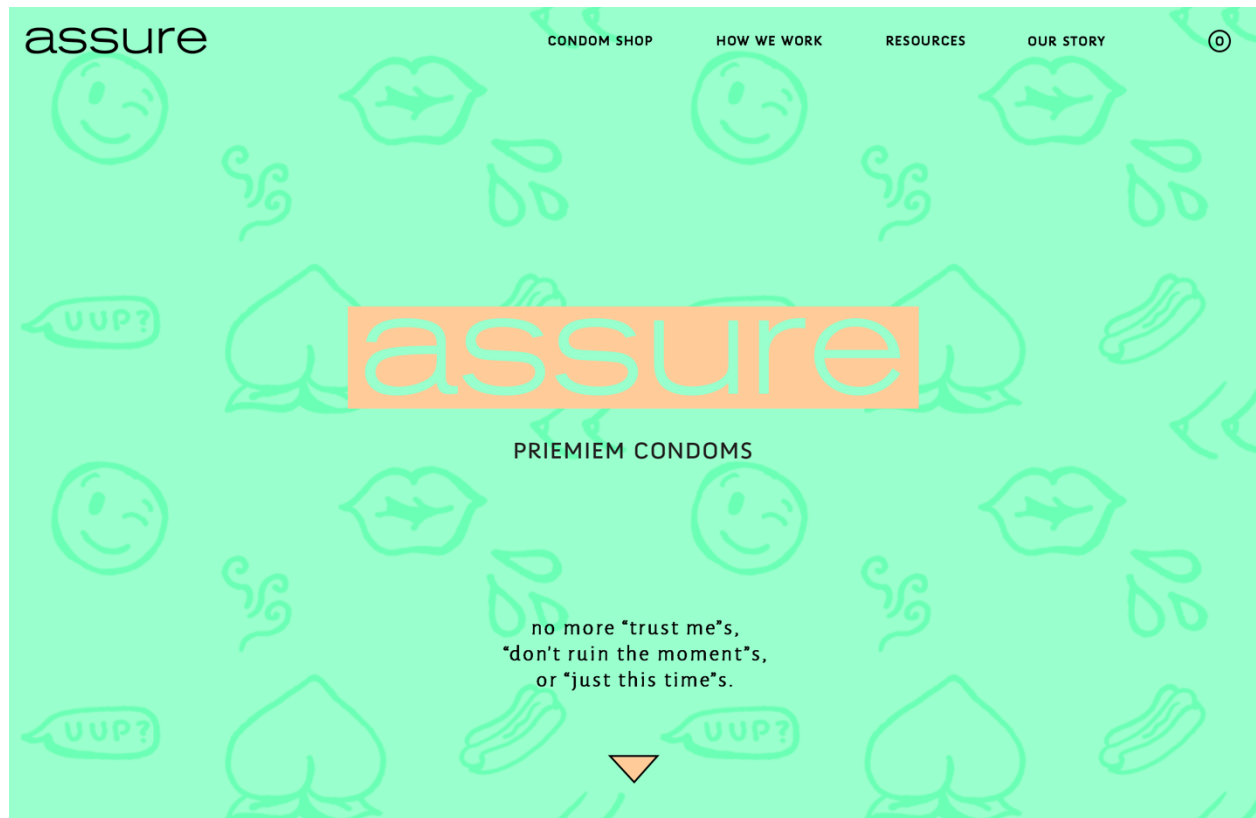 assure
CONDOM SHOP
HOW WE WORK
RESOURCES
OUR STORY
0
UUP?
assure
PRIEMIEM CONDOMS
no more “trust me”s,
“don’t ruin the moment”s,
or “just this time”s.
UUP?
UUP?